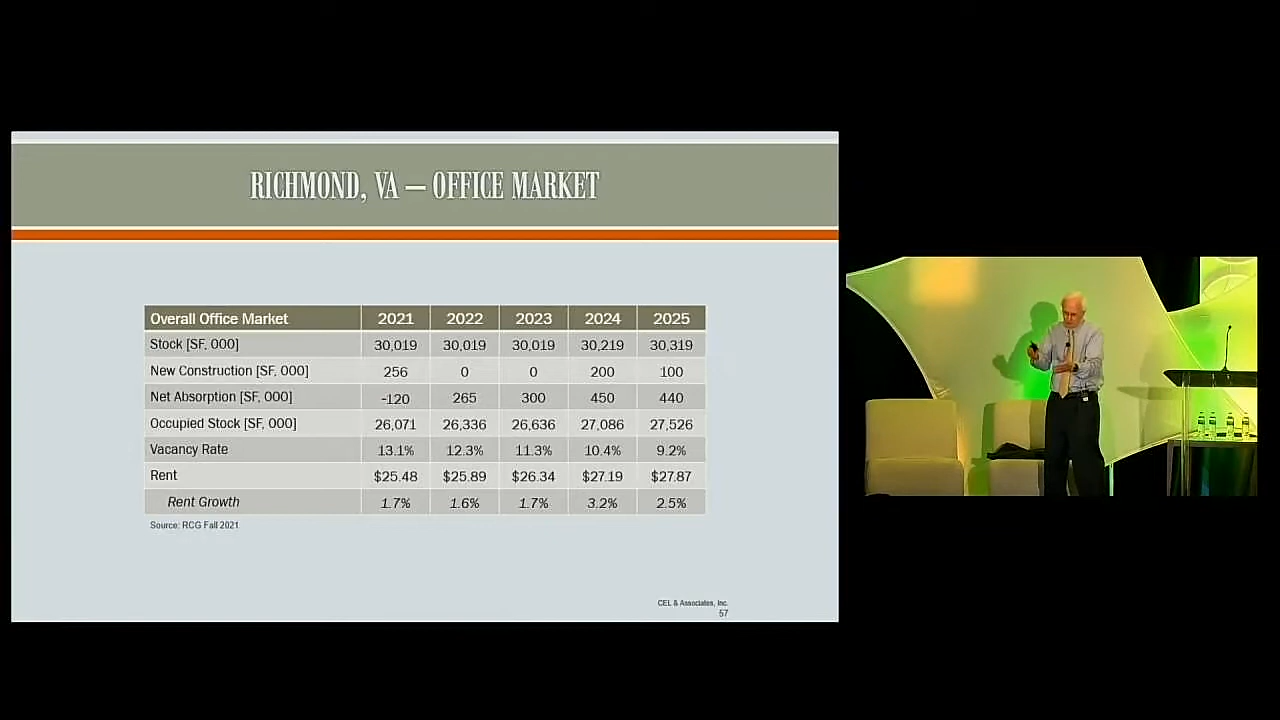 RICHMOND, VA — OFFICE MARKET
Overall Office Market 2021 2022 2023 2024 2025
Stock [SF, 000] 30,019 30,019 30,019 30,219 30,319
New Construction [SF, 000] 256 0 0 200 100
Net Absorption [SF, 000] -120 265 300 450 440
Occupied Stock [SF, 000] 26,071 26,336 26,636 27,086 27,526
Vacancy Rate 13.1% 12.3% 11.3% 10.4% 9.2%
Rent $25.48 $25.89 $26.34 $27.19 $27.87
Rent Growth 1.7% 1.6% 1.7% 3.2% 2.5%
Source: RCG Fall 2021
CEL & Associates, Inc.
57